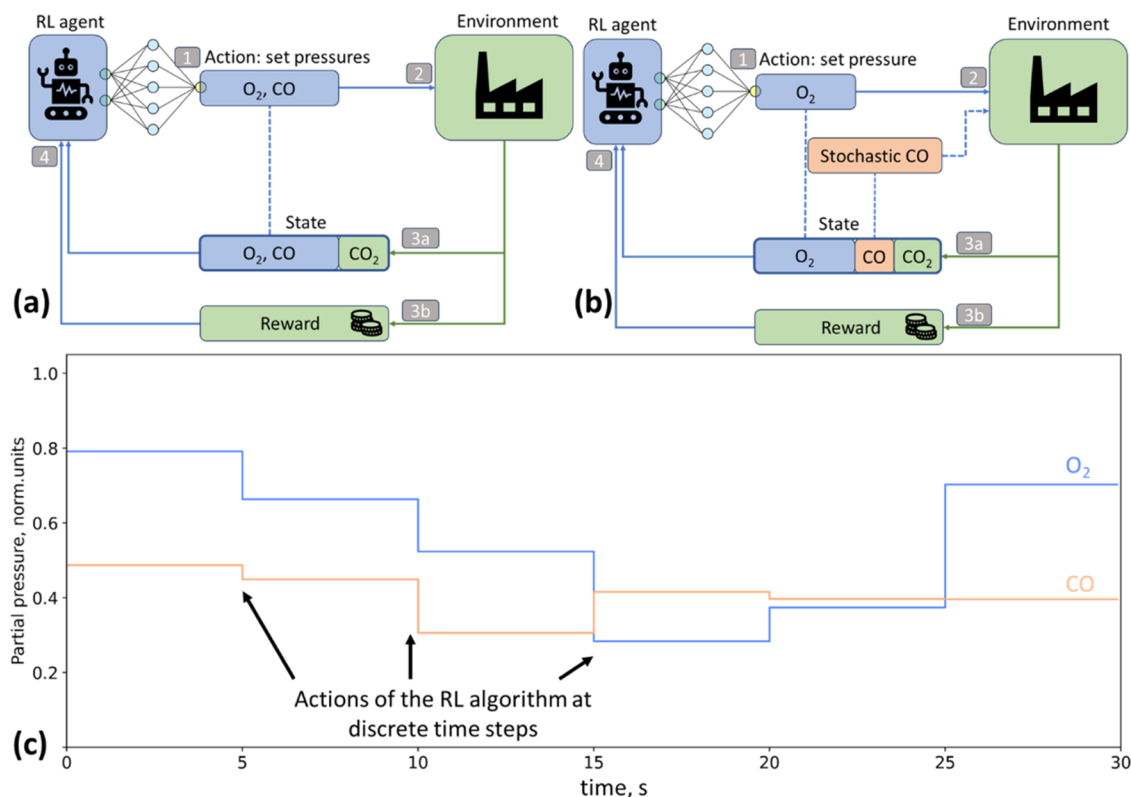 RL agent
Environment
1
Action: set pressures
2
O₂, CO
4
State
3a
O₂, CO
CO₂
(a)
3b
Reward
RL agent
Environment
1
Action: set pressure
2
O₂
Stochastic CO
4
State
3a
O₂
CO
CO₂
(b)
3b
Reward
Partial pressure, norm.units
1.0
0.8
0.6
0.4
0.2
O₂
CO
Actions of the RL algorithm at
discrete time steps
(c)
0
5
10
15
20
25
30
time, s